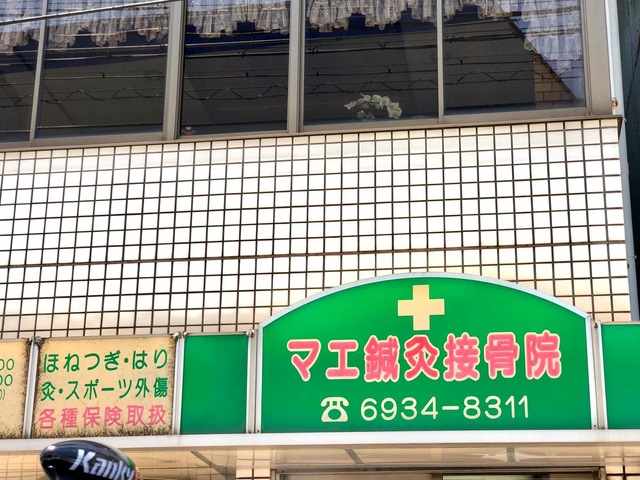 ほねつぎ・はり
灸・スポーツ外傷
各種保険取扱
マエ鍼灸接骨院
☎ 6934-8311